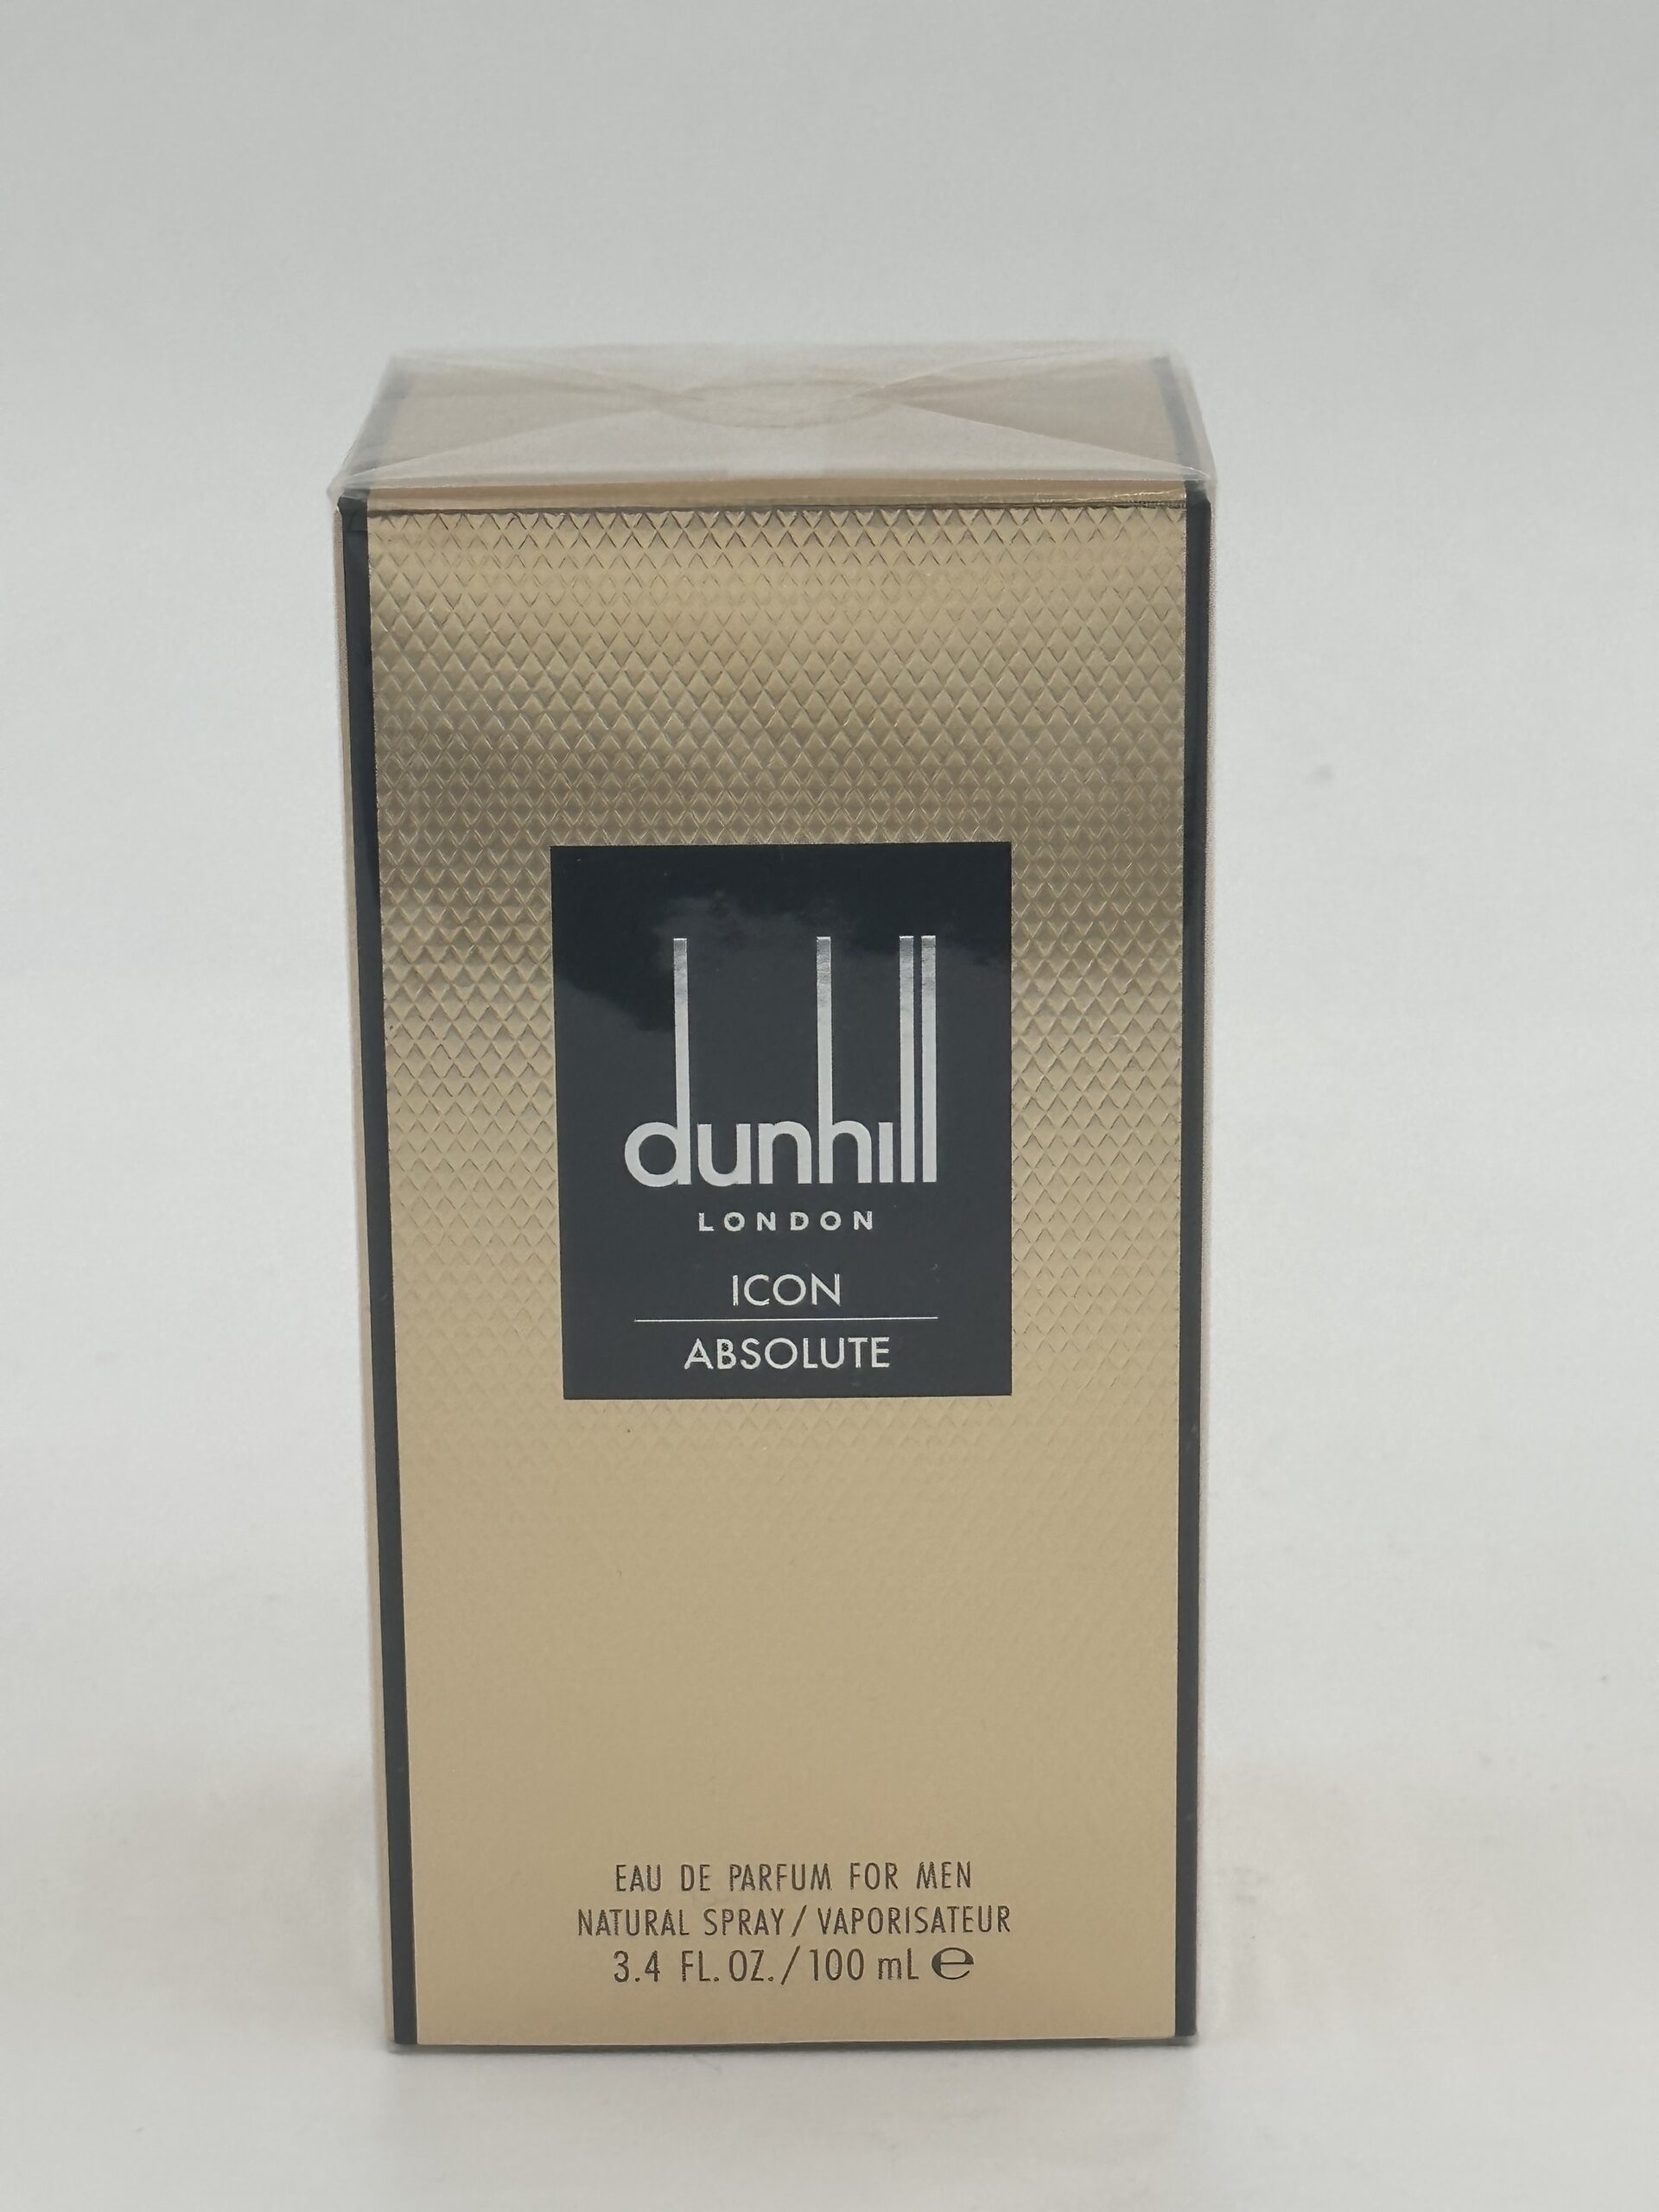 dunhill
LONDON
ICON
ABSOLUTE
EAU DE PARFUM FOR MEN
NATURAL SPRAY / VAPORISATEUR
3.4 FL. OZ. / 100 mL ℮